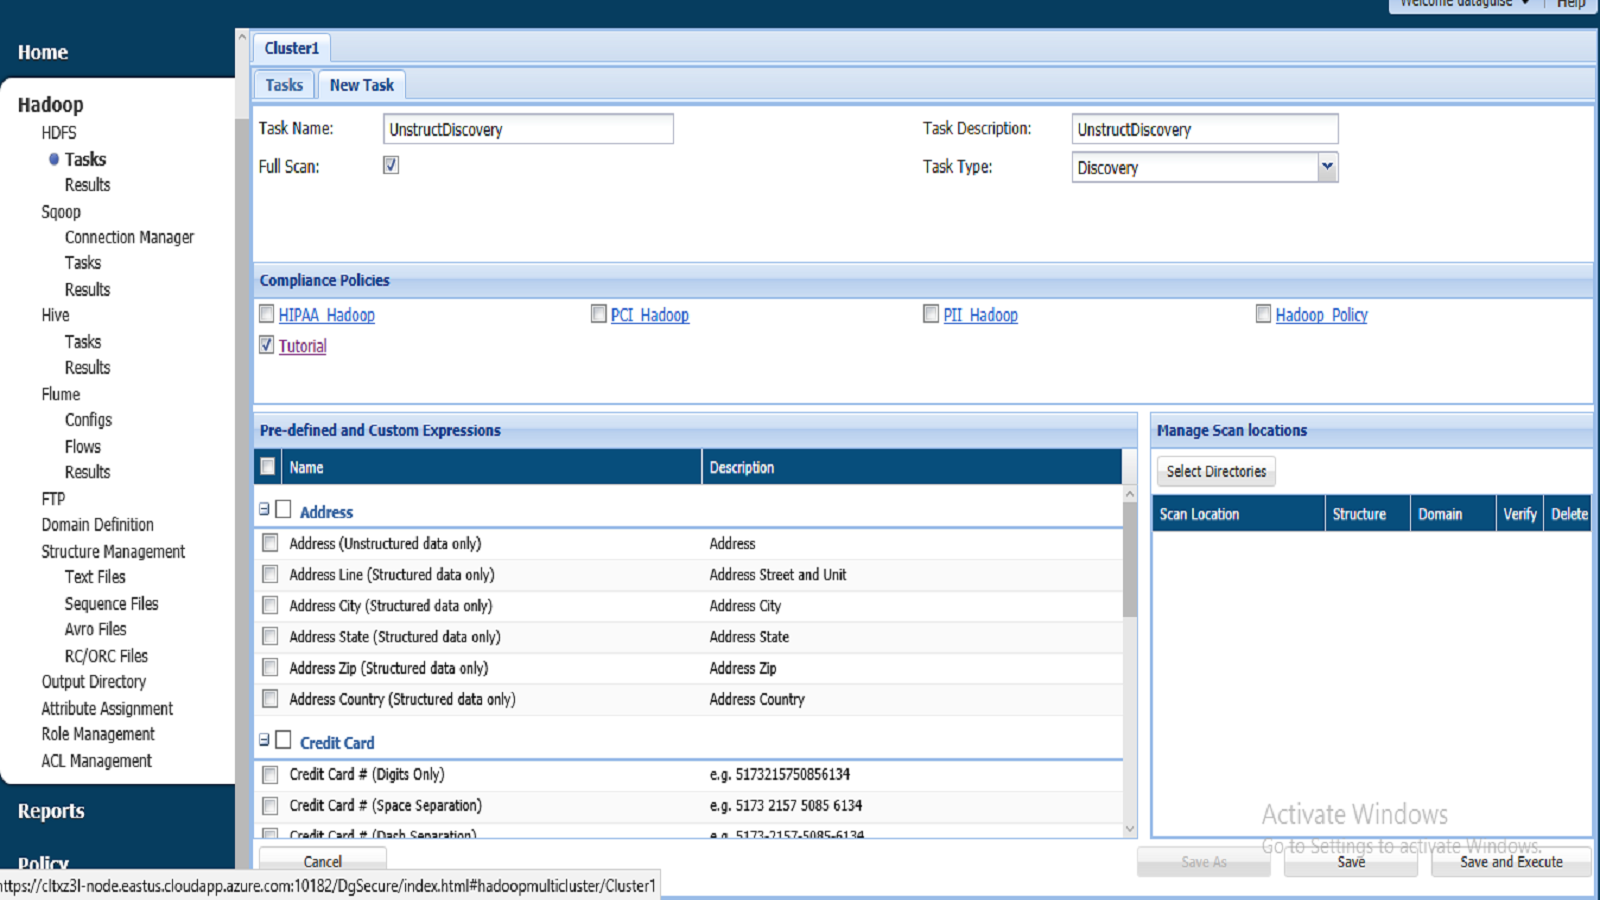 Welcome dataguise
Help
Home
Hadoop
HDFS
Tasks
Results
Sqoop
Connection Manager
Tasks
Results
Hive
Tasks
Results
Flume
Configs
Flows
Results
FTP
Domain Definition
Structure Management
Text Files
Sequence Files
Avro Files
RC/ORC Files
Output Directory
Attribute Assignment
Role Management
ACL Management
Reports
Policy
Cluster1
Tasks New Task
Task Name: UnstructDiscovery Task Description: UnstructDiscovery
Full Scan: Task Type: Discovery
Compliance Policies
HIPAA_Hadoop PCI_Hadoop PII_Hadoop Hadoop_Policy
Tutorial
Pre-defined and Custom Expressions
Name Description
Address
Address (Unstructured data only) Address
Address Line (Structured data only) Address Street and Unit
Address City (Structured data only) Address City
Address State (Structured data only) Address State
Address Zip (Structured data only) Address Zip
Address Country (Structured data only) Address Country
Credit Card
Credit Card # (Digits Only) e.g. 5173215750856134
Credit Card # (Space Separation) e.g. 5173 2157 5085 6134
Credit Card # (Dash Separation) e.g. 5173-2157-5085-6134
Manage Scan locations
Select Directories
Scan Location Structure Domain Verify Delete
Activate Windows
Go to Settings to activate Windows.
Cancel Save As Save Save and Execute
https://cltxz3l-node.eastus.cloudapp.azure.com:10182/DgSecure/index.html#hadoopmulticluster/Cluster1